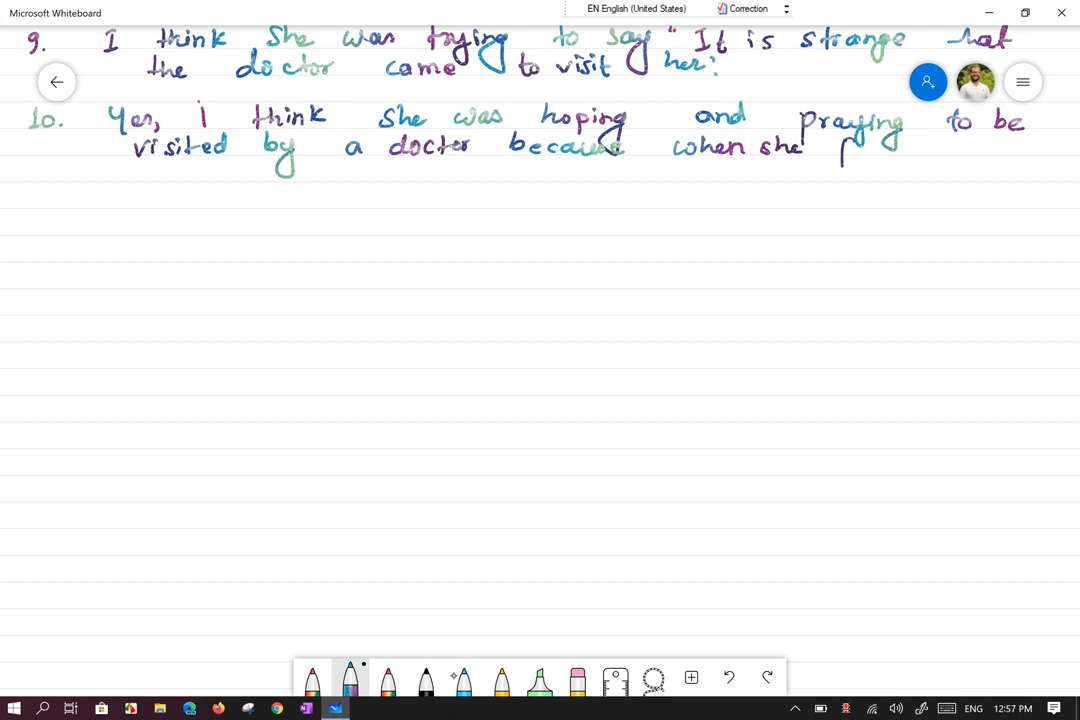 Microsoft Whiteboard
EN English (United States) Correction
9. I think she was trying to say "It is strange that
the doctor came to visit her."
10. Yes, I think she was hoping and praying to be
visited by a doctor because when she p
ENG 12:57 PM